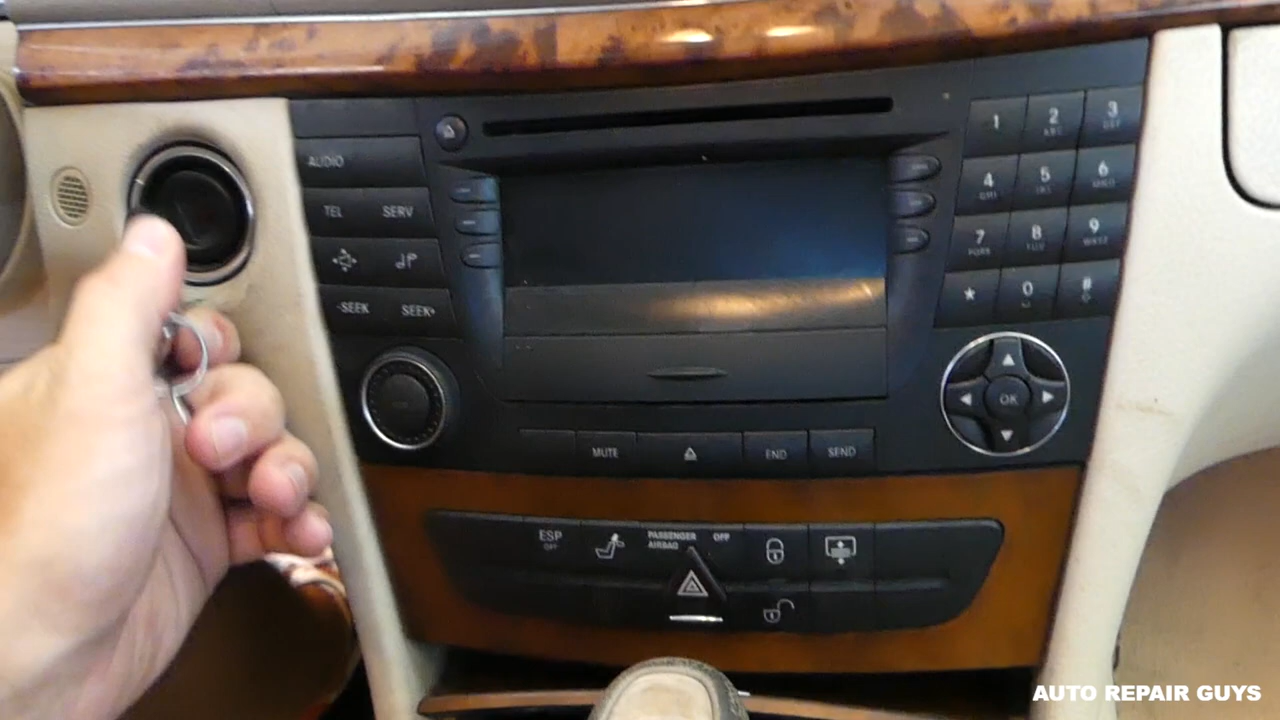 AUDIO
TEL SERV
-SEEK SEEK
1 2 ABC 3 DEF
4 GHI 5 JKL 6 MNO
7 PQRS 8 TUV 9 WXYZ
* 0 #
OK
MUTE END SEND
ESP OFF
PASSENGER AIRBAG OFF
AUTO REPAIR GUYS